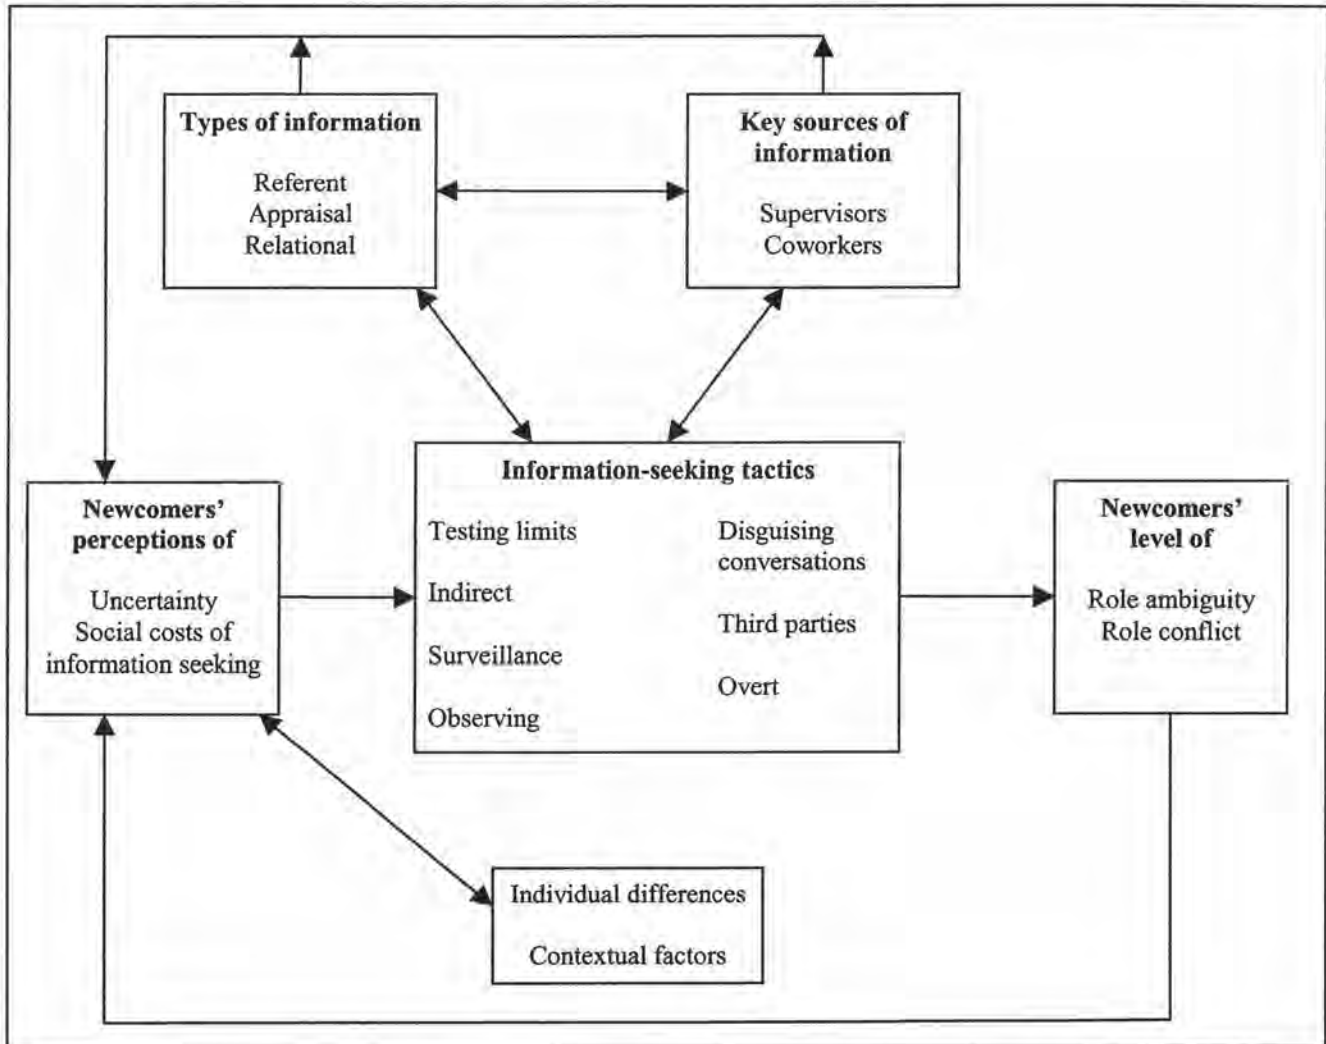 Types of information
Referent
Appraisal
Relational
Key sources of
information
Supervisors
Coworkers
Newcomers’
perceptions of
Uncertainty
Social costs of
information seeking
Information-seeking tactics
Testing limits
Indirect
Surveillance
Observing
Disguising
conversations
Third parties
Overt
Newcomers’
level of
Role ambiguity
Role conflict
Individual differences
Contextual factors